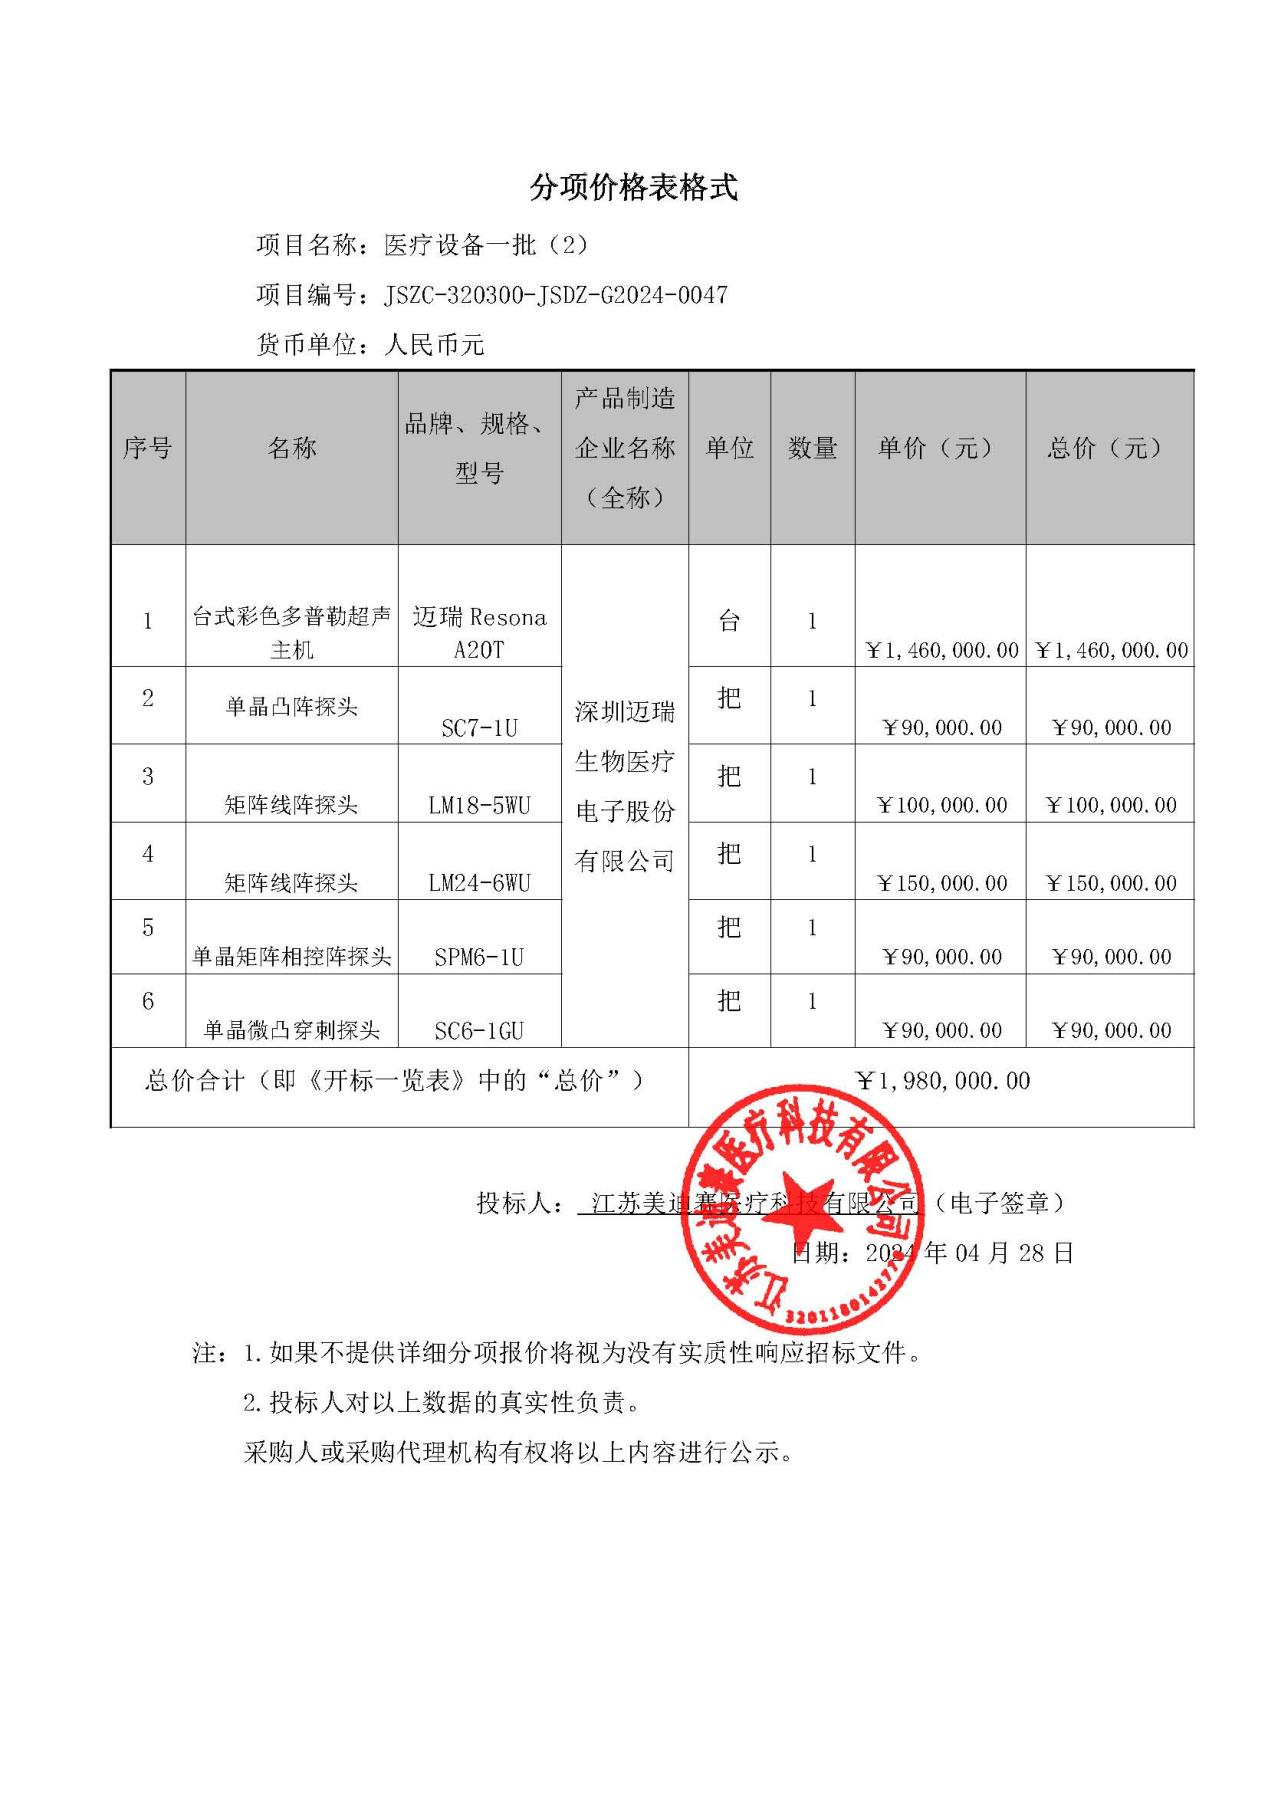 分项价格表格式
项目名称：医疗设备一批（2）
项目编号：JSZC-320300-JSDZ-G2024-0047
货币单位：人民币元
序号 名称 品牌、规格、型号 产品制造企业名称（全称） 单位 数量 单价（元） 总价（元）
1 台式彩色多普勒超声主机 迈瑞 Resona A20T 深圳迈瑞生物医疗电子股份有限公司 台 1 ￥1,460,000.00 ￥1,460,000.00
2 单晶凸阵探头 SC7-1U 把 1 ￥90,000.00 ￥90,000.00
3 矩阵线阵探头 LM18-5WU 把 1 ￥100,000.00 ￥100,000.00
4 矩阵线阵探头 LM24-6WU 把 1 ￥150,000.00 ￥150,000.00
5 单晶矩阵相控阵探头 SPM6-1U 把 1 ￥90,000.00 ￥90,000.00
6 单晶微凸穿刺探头 SC6-1GU 把 1 ￥90,000.00 ￥90,000.00
总价合计（即《开标一览表》中的“总价”） ￥1,980,000.00
投标人： 江苏美迪赛医疗科技有限公司（电子签章）
日期：2024 年 04 月 28 日
江苏美迪赛医疗科技有限公司
注：1.如果不提供详细分项报价将视为没有实质性响应招标文件。
2.投标人对以上数据的真实性负责。
采购人或采购代理机构有权将以上内容进行公示。